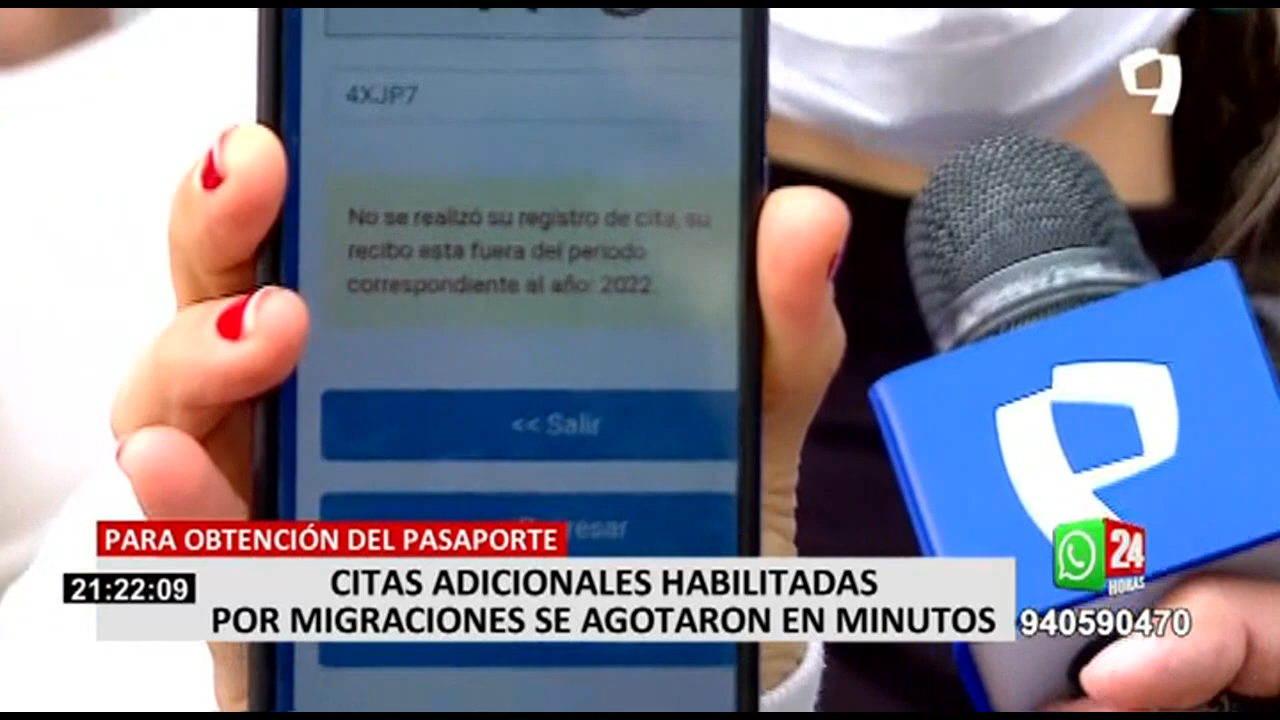 4XJP7
No se realizó su registro de cita, su
recibo esta fuera del periodo
correspondiente al año: 2022
<< Salir
PARA OBTENCIÓN DEL PASAPORTE
21:22:09
CITAS ADICIONALES HABILITADAS
POR MIGRACIONES SE AGOTARON EN MINUTOS
24
HORAS
940590470